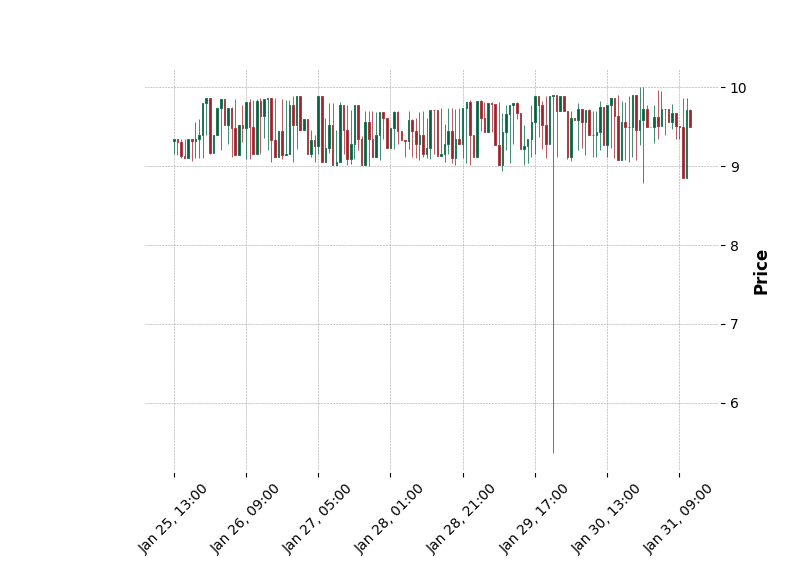 10
9
8
7
6
Price
Jan 25, 13:00
Jan 26, 09:00
Jan 27, 05:00
Jan 28, 01:00
Jan 28, 21:00
Jan 29, 17:00
Jan 30, 13:00
Jan 31, 09:00